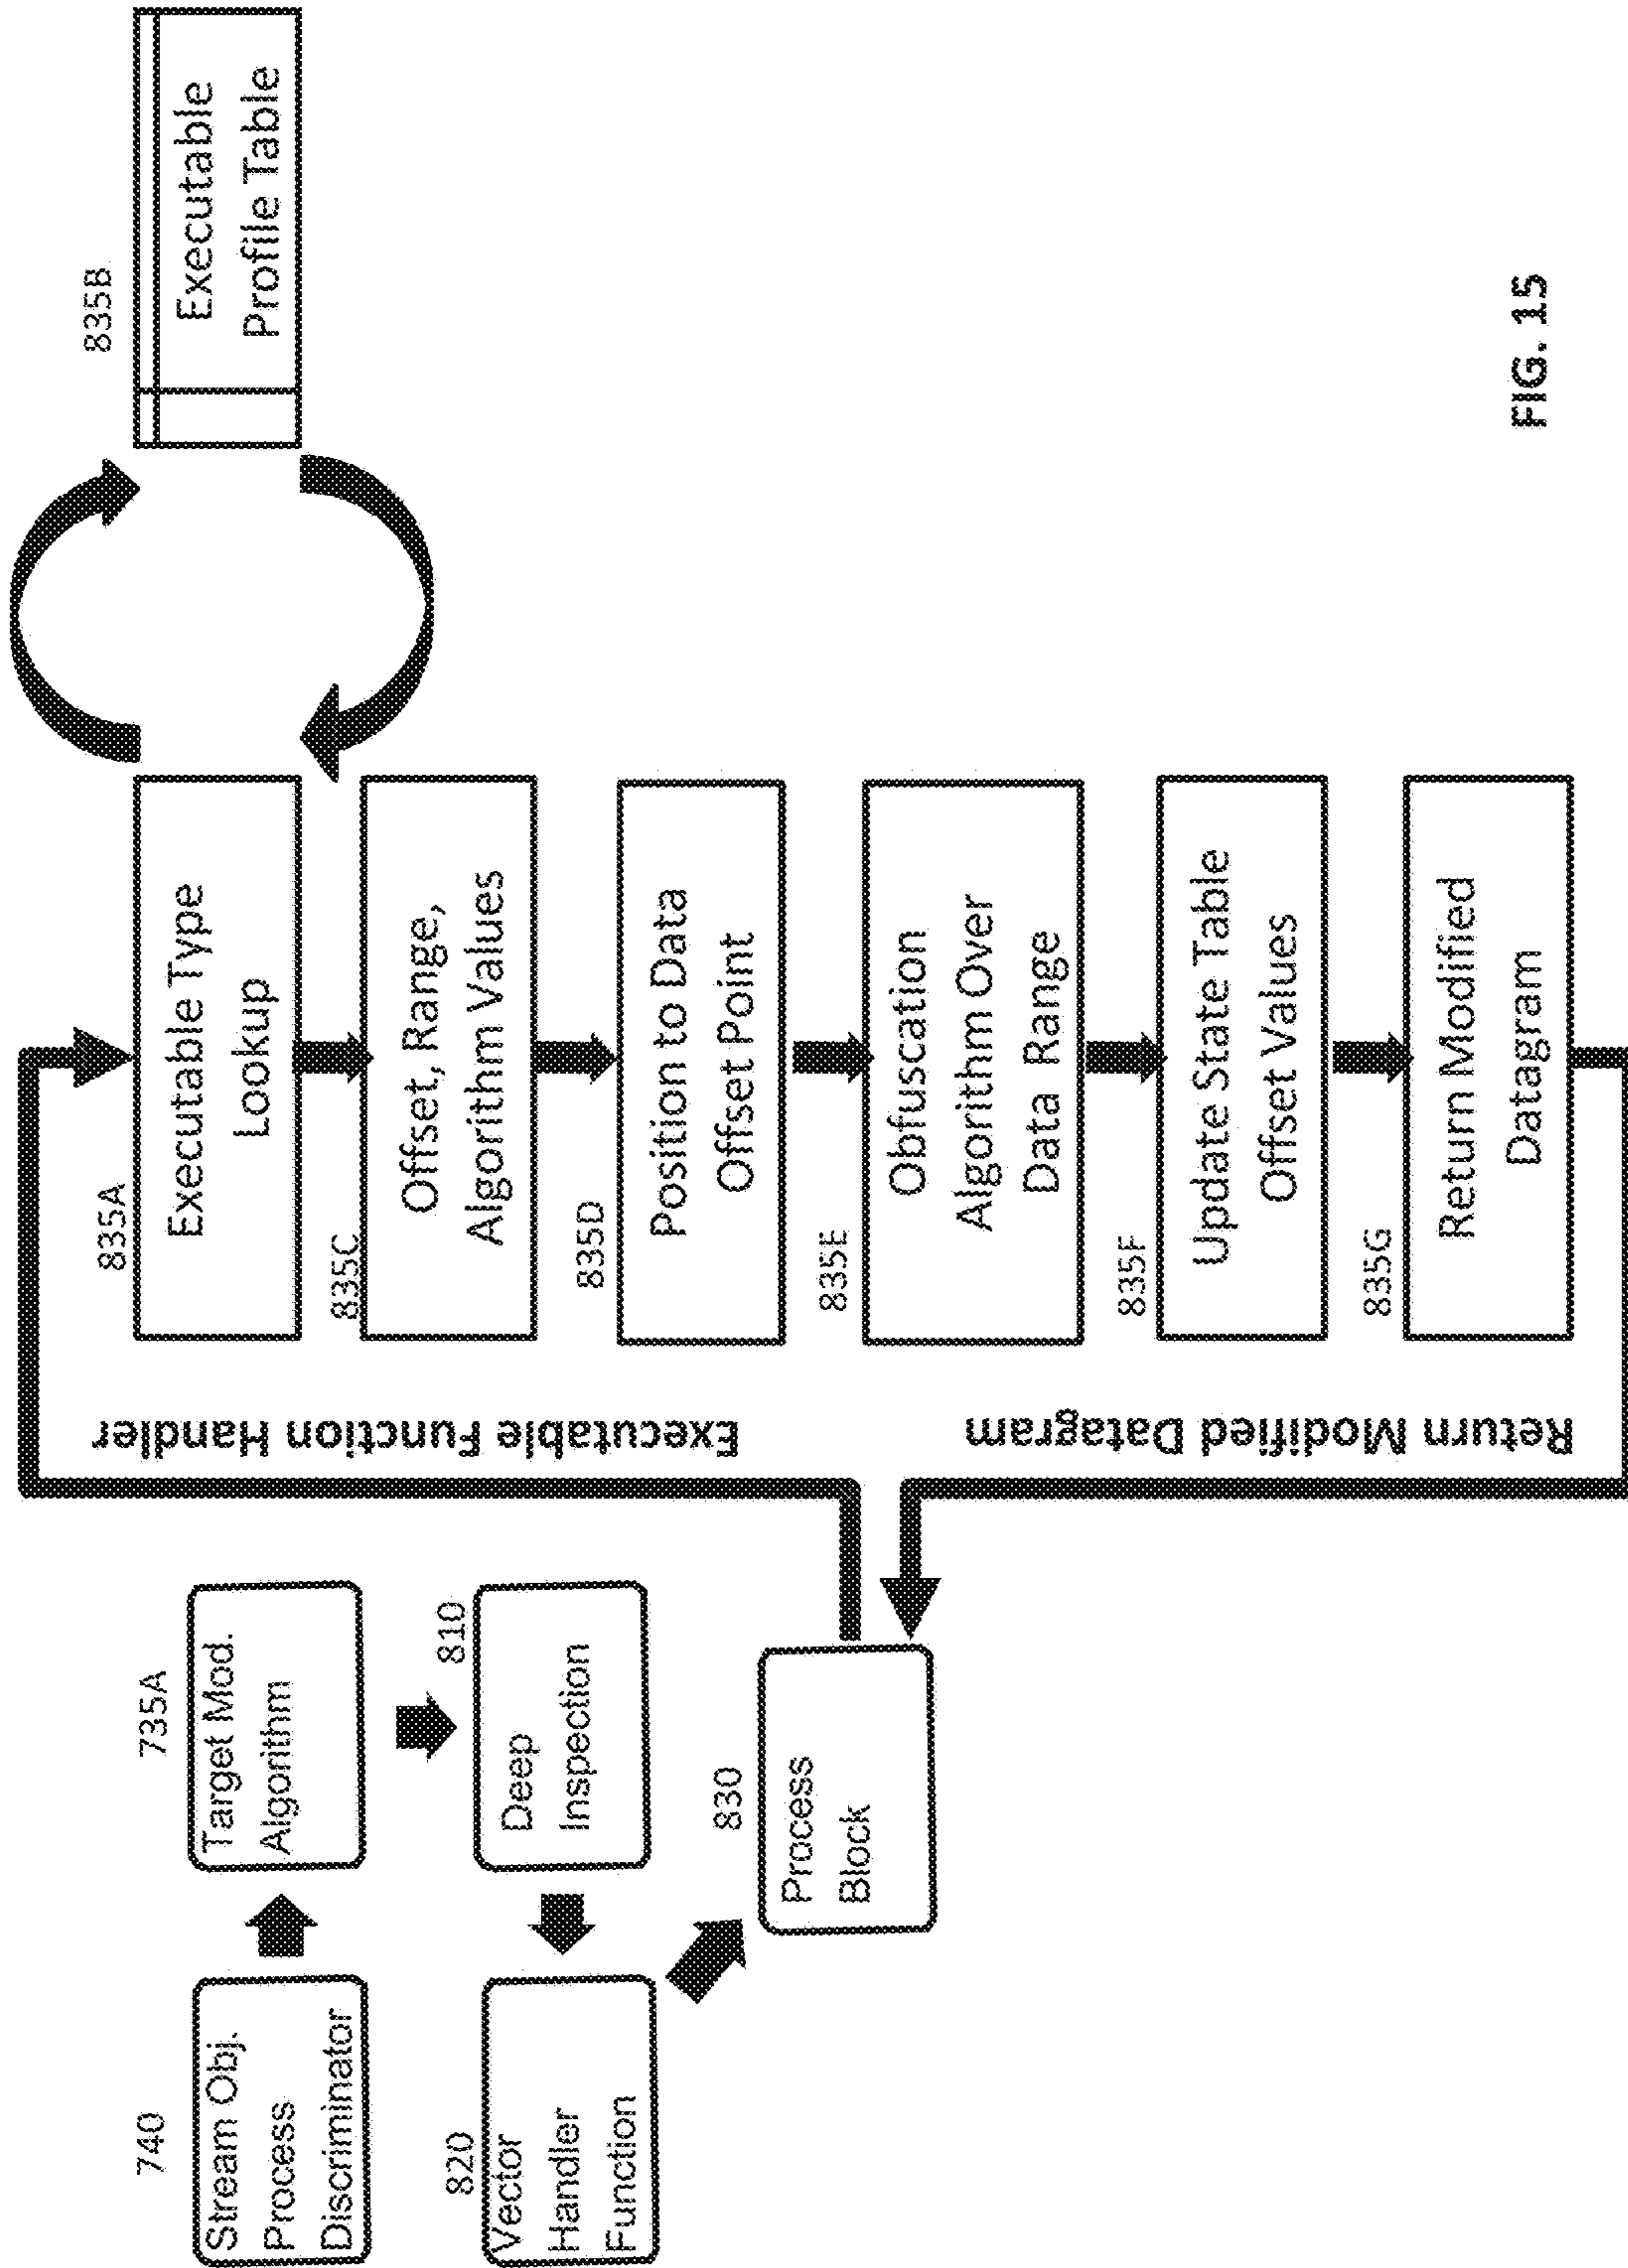 740
Stream Obj.
Process
Discriminator
735A
Target Mod.
Algorithm
820
Vector
Handler
Function
810
Deep
Inspection
830
Process
Block
Executable Function Handler
Return Modified Datagram
835A
Executable Type
Lookup
835B
Executable
Profile Table
835C
Offset, Range,
Algorithm Values
835D
Position to Data
Offset Point
835E
Obfuscation
Algorithm Over
Data Range
835F
Update State Table
Offset Values
835G
Return Modified
Datagram
FIG. 15